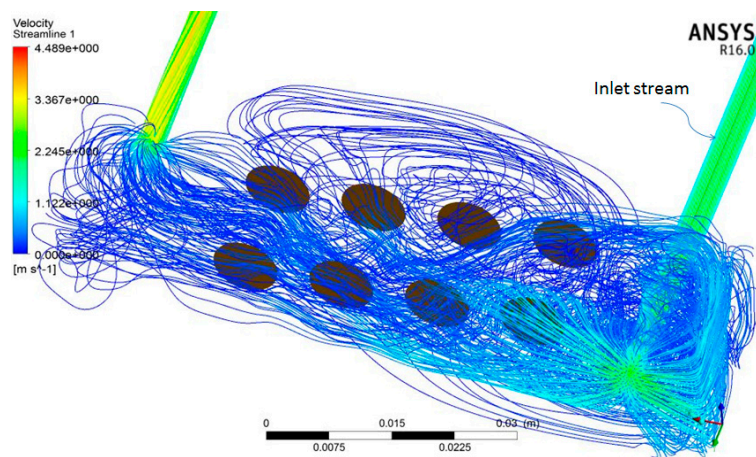 Velocity
Streamline 1
4.489e+000
3.367e+000
2.245e+000
1.122e+000
0.000e+000
[m s^-1]
ANSYS
R16.0
Inlet stream
0 0.015 0.03 (m)
0.0075 0.0225